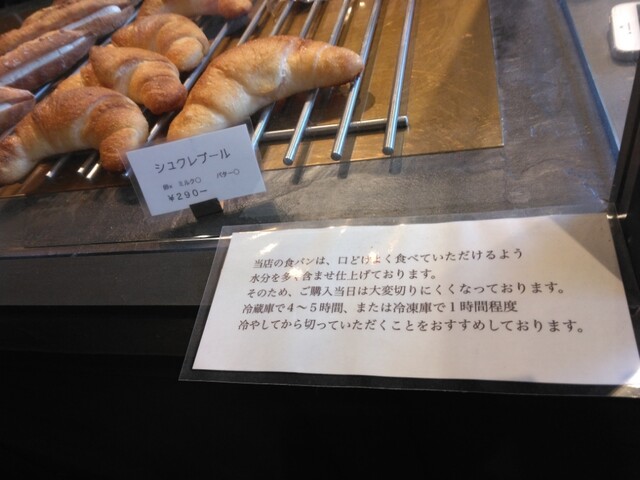 シュクレブール
卵× ミルク○ バター○
¥290-
当店の食パンは、口どけよく食べていただけるよう
水分を多く含ませ仕上げております。
そのため、ご購入当日は大変切りにくくなっております。
冷蔵庫で４～５時間、または冷凍庫で１時間程度
冷やしてから切っていただくことをおすすめしております。